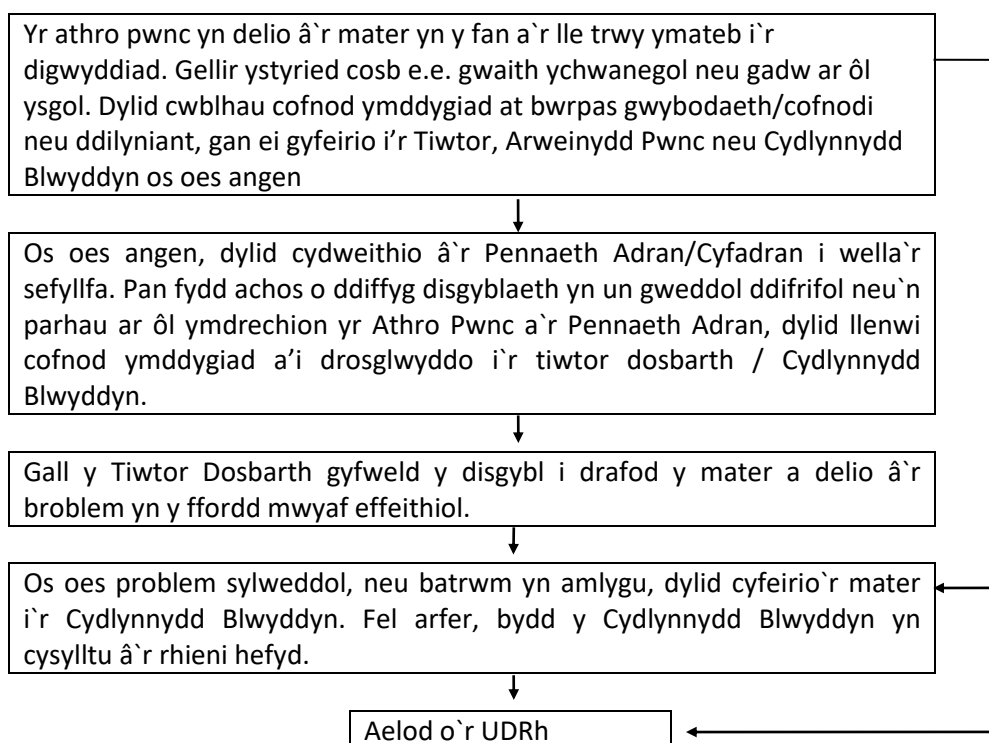 Yr athro pwnc yn delio â`r mater yn y fan a`r lle trwy ymateb i`r
digwyddiad. Gellir ystyried cosb e.e. gwaith ychwanegol neu gadw ar ôl
ysgol. Dylid cwblhau cofnod ymddygiad at bwrpas gwybodaeth/cofnodi
neu ddilyniant, gan ei gyfeirio i’r Tiwtor, Arweinydd Pwnc neu Cydlynnydd
Blwyddyn os oes angen
Os oes angen, dylid cydweithio â`r Pennaeth Adran/Cyfadran i wella`r
sefyllfa. Pan fydd achos o ddiffyg disgyblaeth yn un gweddol ddifrifol neu`n
parhau ar ôl ymdrechion yr Athro Pwnc a`r Pennaeth Adran, dylid llenwi
cofnod ymddygiad a’i drosglwyddo i`r tiwtor dosbarth / Cydlynnydd
Blwyddyn.
Gall y Tiwtor Dosbarth gyfweld y disgybl i drafod y mater a delio â`r
broblem yn y ffordd mwyaf effeithiol.
Os oes problem sylweddol, neu batrwm yn amlygu, dylid cyfeirio`r mater
i`r Cydlynnydd Blwyddyn. Fel arfer, bydd y Cydlynnydd Blwyddyn yn
cysylltu â`r rhieni hefyd.
Aelod o`r UDRh